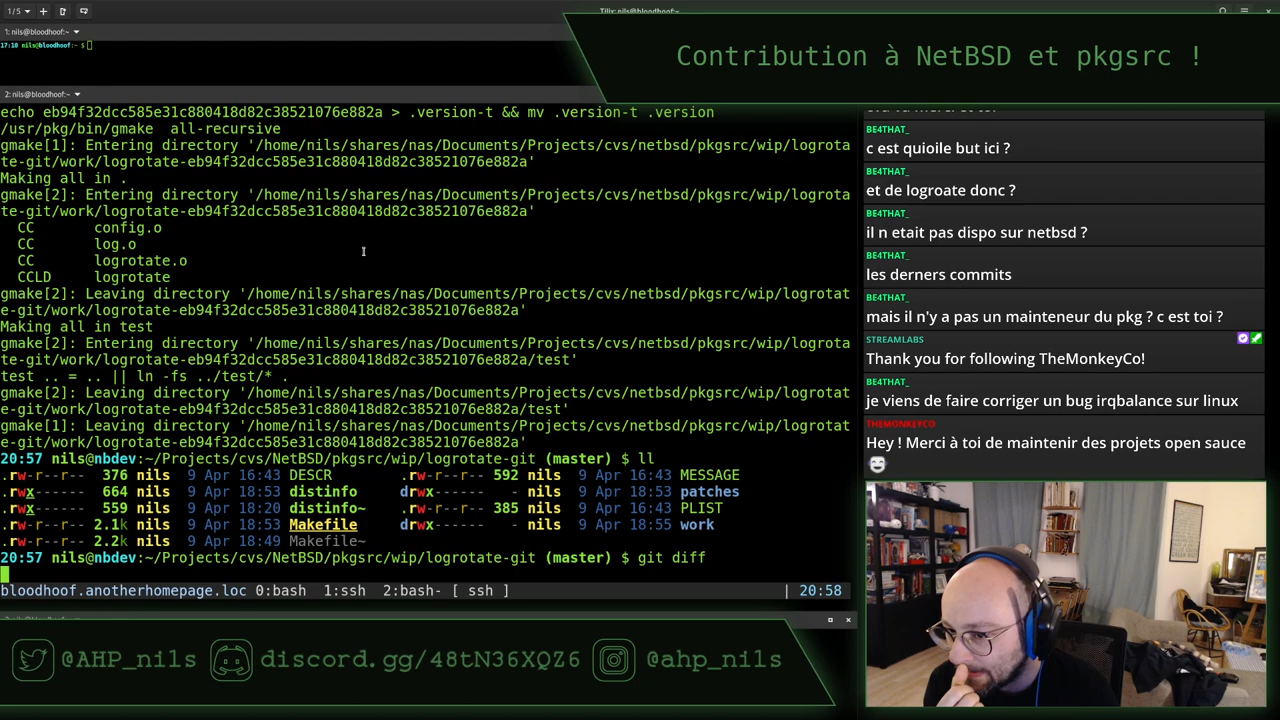 1/5
Tilix: nils@bloodhoof:~
1: nils@bloodhoof:~
17:18 nils@bloodhoof:~ $
Contribution à NetBSD et pkgsrc !
2: nils@bloodhoof:~
echo eb94f32dcc585e31c880418d82c38521076e882a > .version-t && mv .version-t .version
/usr/pkg/bin/gmake  all-recursive
gmake[1]: Entering directory '/home/nils/shares/nas/Documents/Projects/cvs/netbsd/pkgsrc/wip/logrota
te-git/work/logrotate-eb94f32dcc585e31c880418d82c38521076e882a'
Making all in .
gmake[2]: Entering directory '/home/nils/shares/nas/Documents/Projects/cvs/netbsd/pkgsrc/wip/logrota
te-git/work/logrotate-eb94f32dcc585e31c880418d82c38521076e882a'
CC config.o
CC log.o
CC logrotate.o
CCLD logrotate
gmake[2]: Leaving directory '/home/nils/shares/nas/Documents/Projects/cvs/netbsd/pkgsrc/wip/logrotat
e-git/work/logrotate-eb94f32dcc585e31c880418d82c38521076e882a'
Making all in test
gmake[2]: Entering directory '/home/nils/shares/nas/Documents/Projects/cvs/netbsd/pkgsrc/wip/logrota
te-git/work/logrotate-eb94f32dcc585e31c880418d82c38521076e882a/test'
test .. = .. || ln -fs ../test/* .
gmake[2]: Leaving directory '/home/nils/shares/nas/Documents/Projects/cvs/netbsd/pkgsrc/wip/logrotat
e-git/work/logrotate-eb94f32dcc585e31c880418d82c38521076e882a/test'
gmake[1]: Leaving directory '/home/nils/shares/nas/Documents/Projects/cvs/netbsd/pkgsrc/wip/logrotat
e-git/work/logrotate-eb94f32dcc585e31c880418d82c38521076e882a'
20:57 nils@nbdev:~/Projects/cvs/NetBSD/pkgsrc/wip/logrotate-git (master) $ ll
.rw-r--r-- 376 nils 9 Apr 16:43 DESCR .rw-r--r-- 592 nils 9 Apr 16:43 MESSAGE
.rwx------ 664 nils 9 Apr 18:53 distinfo drwx------ - nils 9 Apr 18:53 patches
.rwx------ 559 nils 9 Apr 18:20 distinfo~ .rw-r--r-- 385 nils 9 Apr 16:43 PLIST
.rw-r--r-- 2.1k nils 9 Apr 18:53 Makefile drwx------ - nils 9 Apr 18:55 work
.rw-r--r-- 2.2k nils 9 Apr 18:49 Makefile~
20:57 nils@nbdev:~/Projects/cvs/NetBSD/pkgsrc/wip/logrotate-git (master) $ git diff
bloodhoof.anotherhomepage.loc 0:bash 1:ssh 2:bash- [ ssh ] | 20:58
@AHP_nils discord.gg/48tN36XQZ6 @ahp_nils
BE4THAT_
c est quoile but ici ?
BE4THAT_
et de logroate donc ?
BE4THAT_
il n etait pas dispo sur netbsd ?
BE4THAT_
les derners commits
BE4THAT_
mais il n'y a pas un mainteneur du pkg ? c est toi ?
STREAMLABS
Thank you for following TheMonkeyCo!
BE4THAT_
je viens de faire corriger un bug irqbalance sur linux
THEMONKEYCO
Hey ! Merci à toi de maintenir des projets open sauce